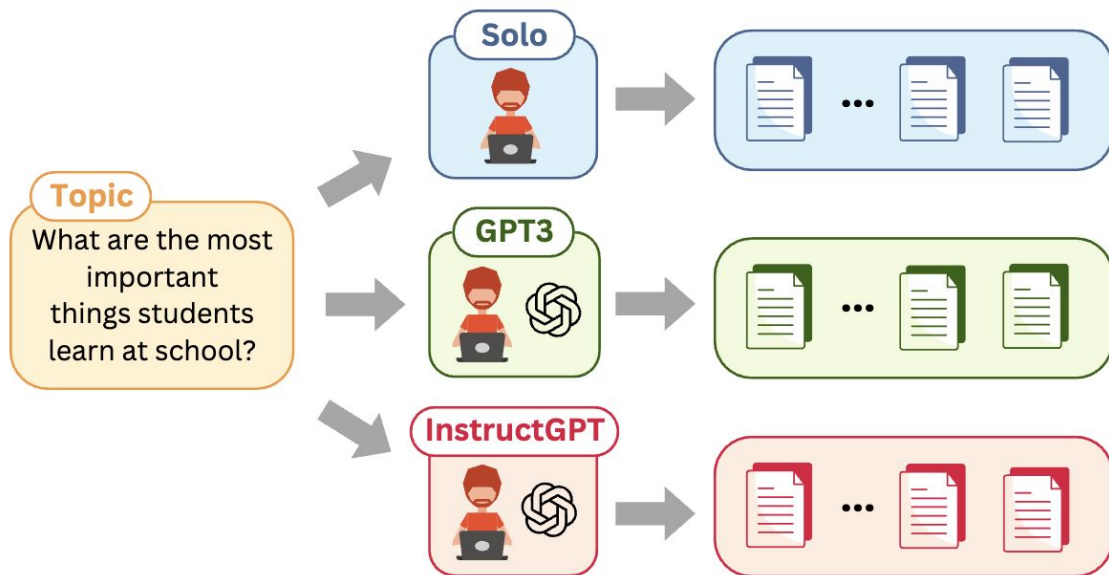 Solo
Topic
What are the most
important
things students
learn at school?
GPT3
InstructGPT
...
...
...